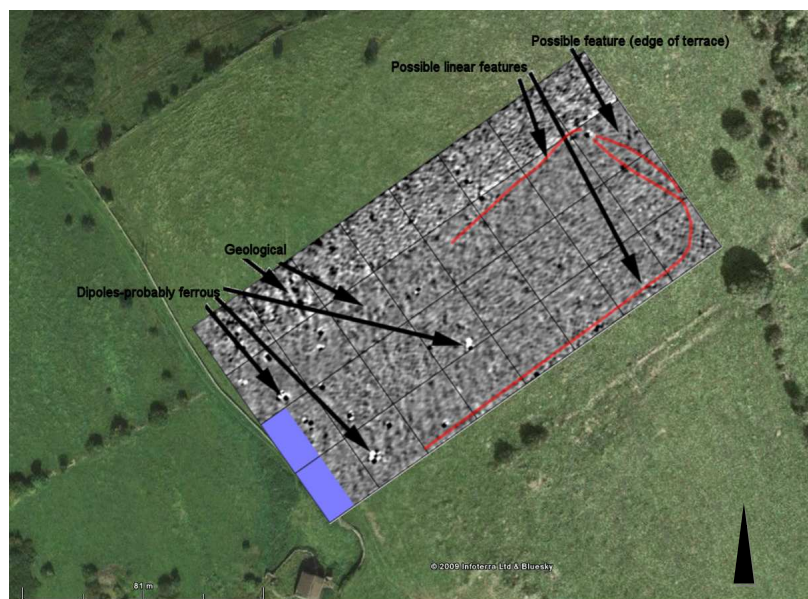 Possible feature (edge of terrace)
Possible linear features
Geological
Dipoles-probably ferrous
© 2009 Infoterra Ltd & Bluesky
81 m